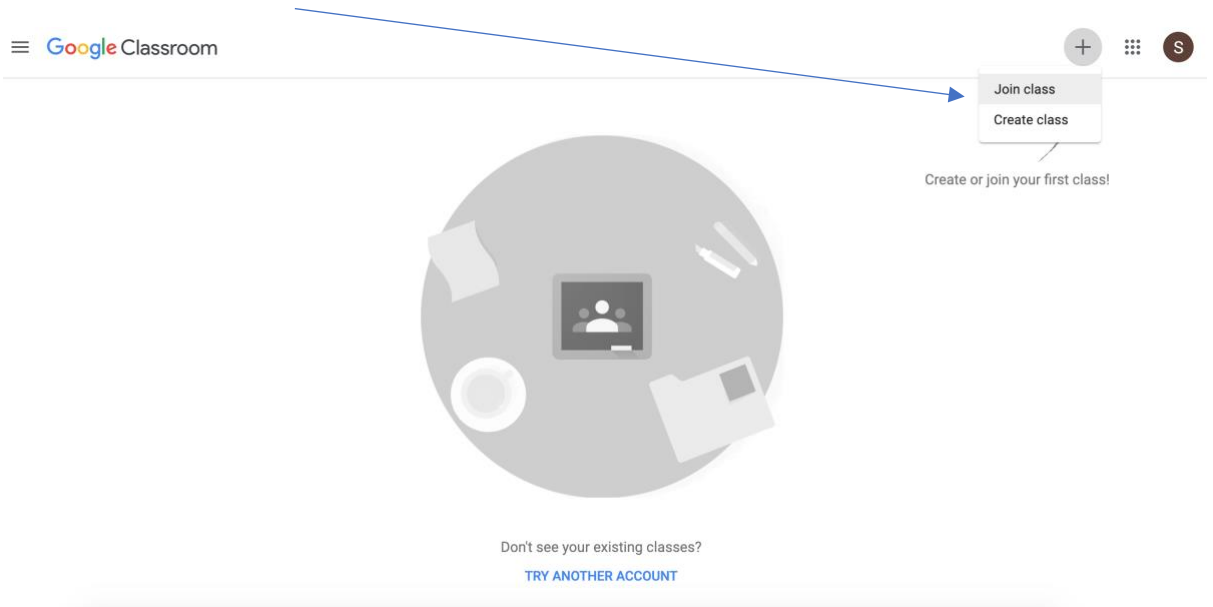 Google Classroom
+
S
Join class
Create class
Create or join your first class!
Don't see your existing classes?
TRY ANOTHER ACCOUNT